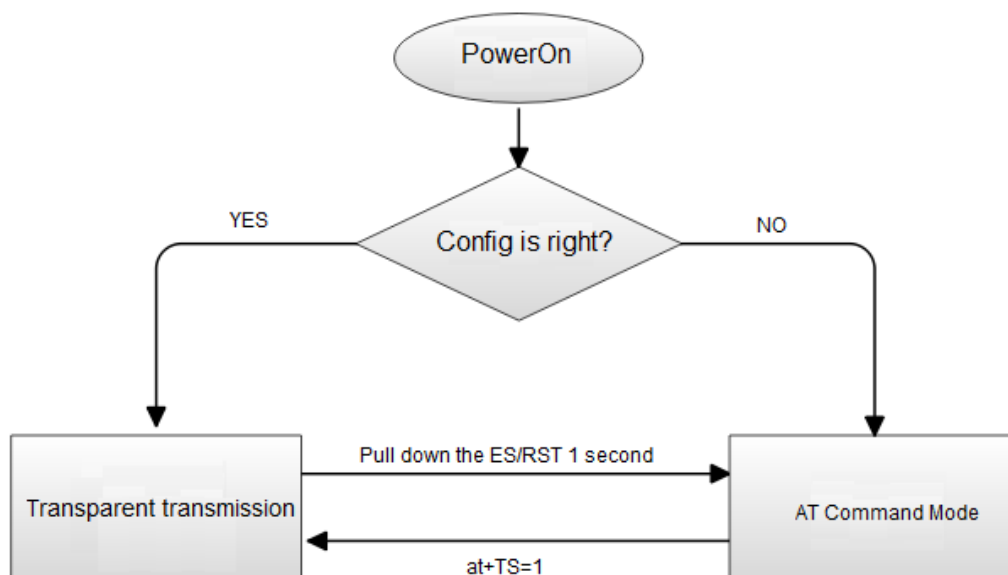 PowerOn
Config is right?
YES
NO
Pull down the ES/RST 1 second
Transparent transmission
AT Command Mode
at+TS=1